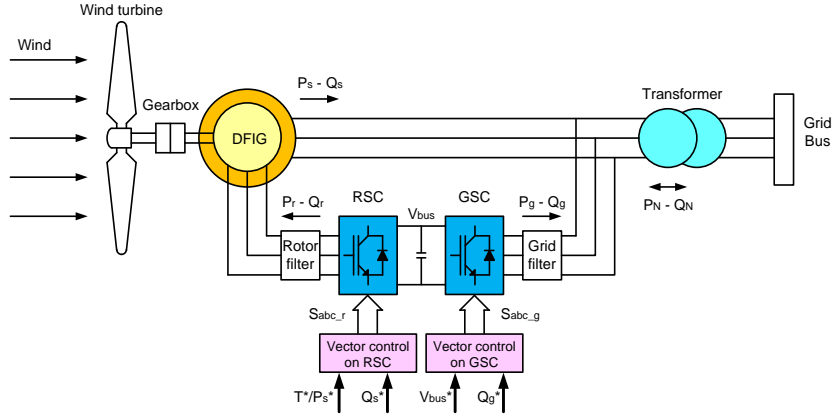 Wind turbine
Wind
Ps - Qs
Transformer
Gearbox
DFIG
Grid
Bus
Pr - Qr
RSC
GSC
Pg - Qg
PN - QN
Vbus
Rotor
filter
Grid
filter
Sabc_r
Sabc_g
Vector control
on RSC
Vector control
on GSC
T*/Ps*
Qs*
Vbus*
Qg*